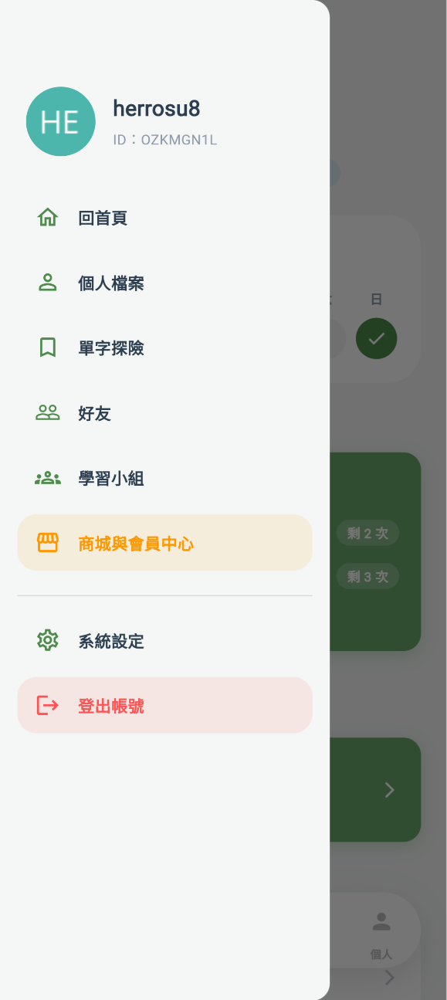 HE
herrosu8
ID：OZKMGN1L
回首頁
個人檔案
單字探險
好友
學習小組
商城與會員中心
系統設定
登出帳號
日
剩 2 次
剩 3 次
個人